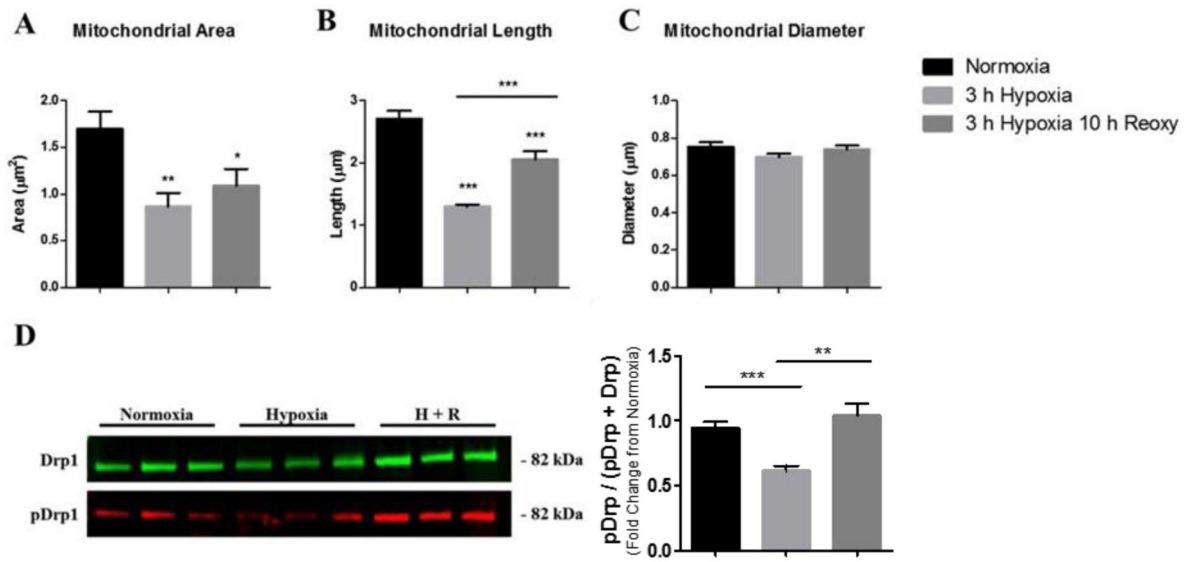 A Mitochondrial Area
2.0
1.5
1.0
0.5
0.0
Area (μm²)
**
*
B Mitochondrial Length
3
2
1
0
Length (μm)
***
***
***
C Mitochondrial Diameter
1.0
0.8
0.6
0.4
0.2
0.0
Diameter (μm)
Normoxia
3 h Hypoxia
3 h Hypoxia 10 h Reoxy
D
Normoxia Hypoxia H + R
Drp1 - 82 kDa
pDrp1 - 82 kDa
pDrp / (pDrp + Drp)
(Fold Change from Normoxia)
1.5
1.0
0.5
0.0
***
**